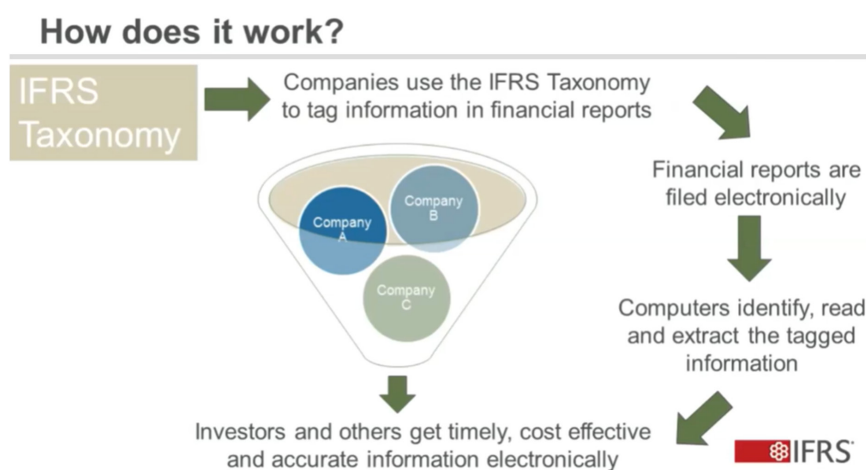 How does it work?
IFRS
Taxonomy
Companies use the IFRS Taxonomy
to tag information in financial reports
Financial reports are
filed electronically
Company
A
Company
B
Company
C
Computers identify, read
and extract the tagged
information
Investors and others get timely, cost effective
and accurate information electronically
IFRS